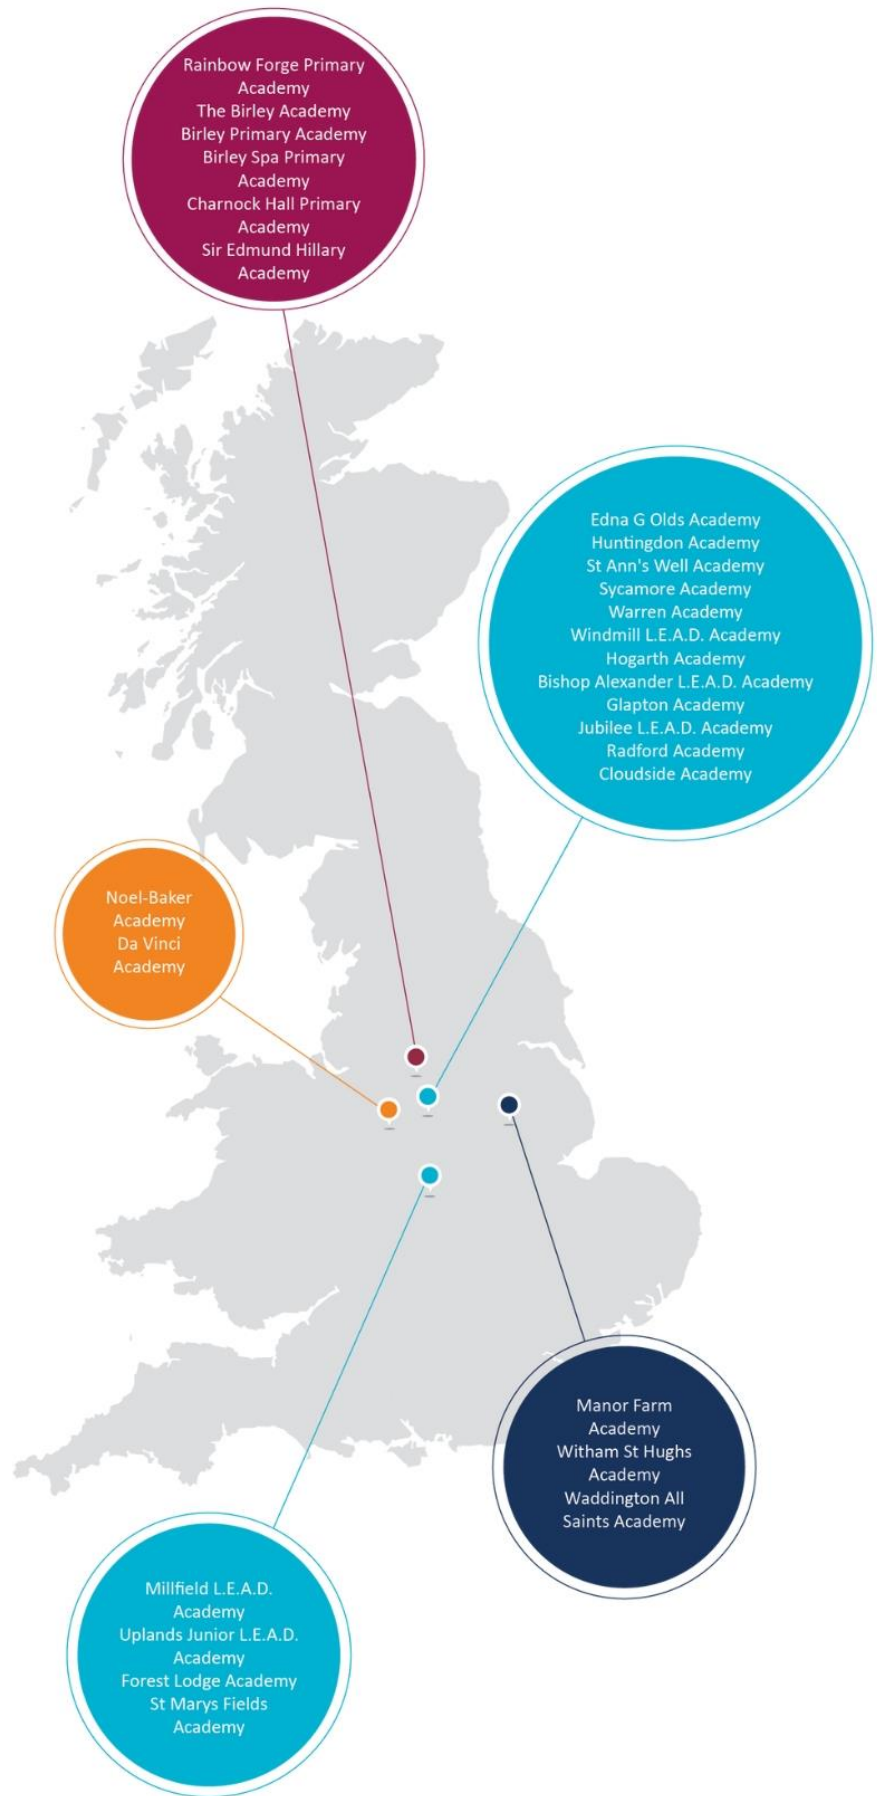 Rainbow Forge Primary
Academy
The Birley Academy
Birley Primary Academy
Birley Spa Primary
Academy
Charnock Hall Primary
Academy
Sir Edmund Hillary
Academy
Edna G Olds Academy
Huntingdon Academy
St Ann's Well Academy
Sycamore Academy
Warren Academy
Windmill L.E.A.D. Academy
Hogarth Academy
Bishop Alexander L.E.A.D. Academy
Glapton Academy
Jubilee L.E.A.D. Academy
Radford Academy
Cloudside Academy
Noel-Baker
Academy
Da Vinci
Academy
Manor Farm
Academy
Witham St Hughs
Academy
Waddington All
Saints Academy
Millfield L.E.A.D.
Academy
Uplands Junior L.E.A.D.
Academy
Forest Lodge Academy
St Marys Fields
Academy